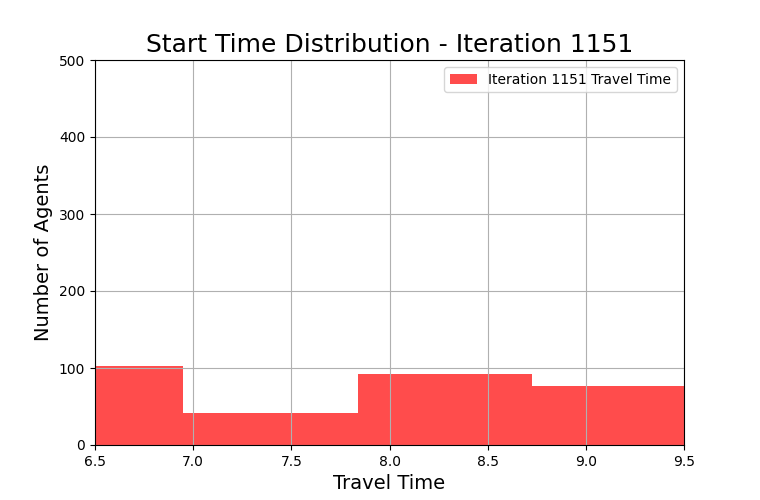 Start Time Distribution - Iteration 1151
500
Iteration 1151 Travel Time
400
300
200
100
0
Number of Agents
6.5 7.0 7.5 8.0 8.5 9.0 9.5
Travel Time